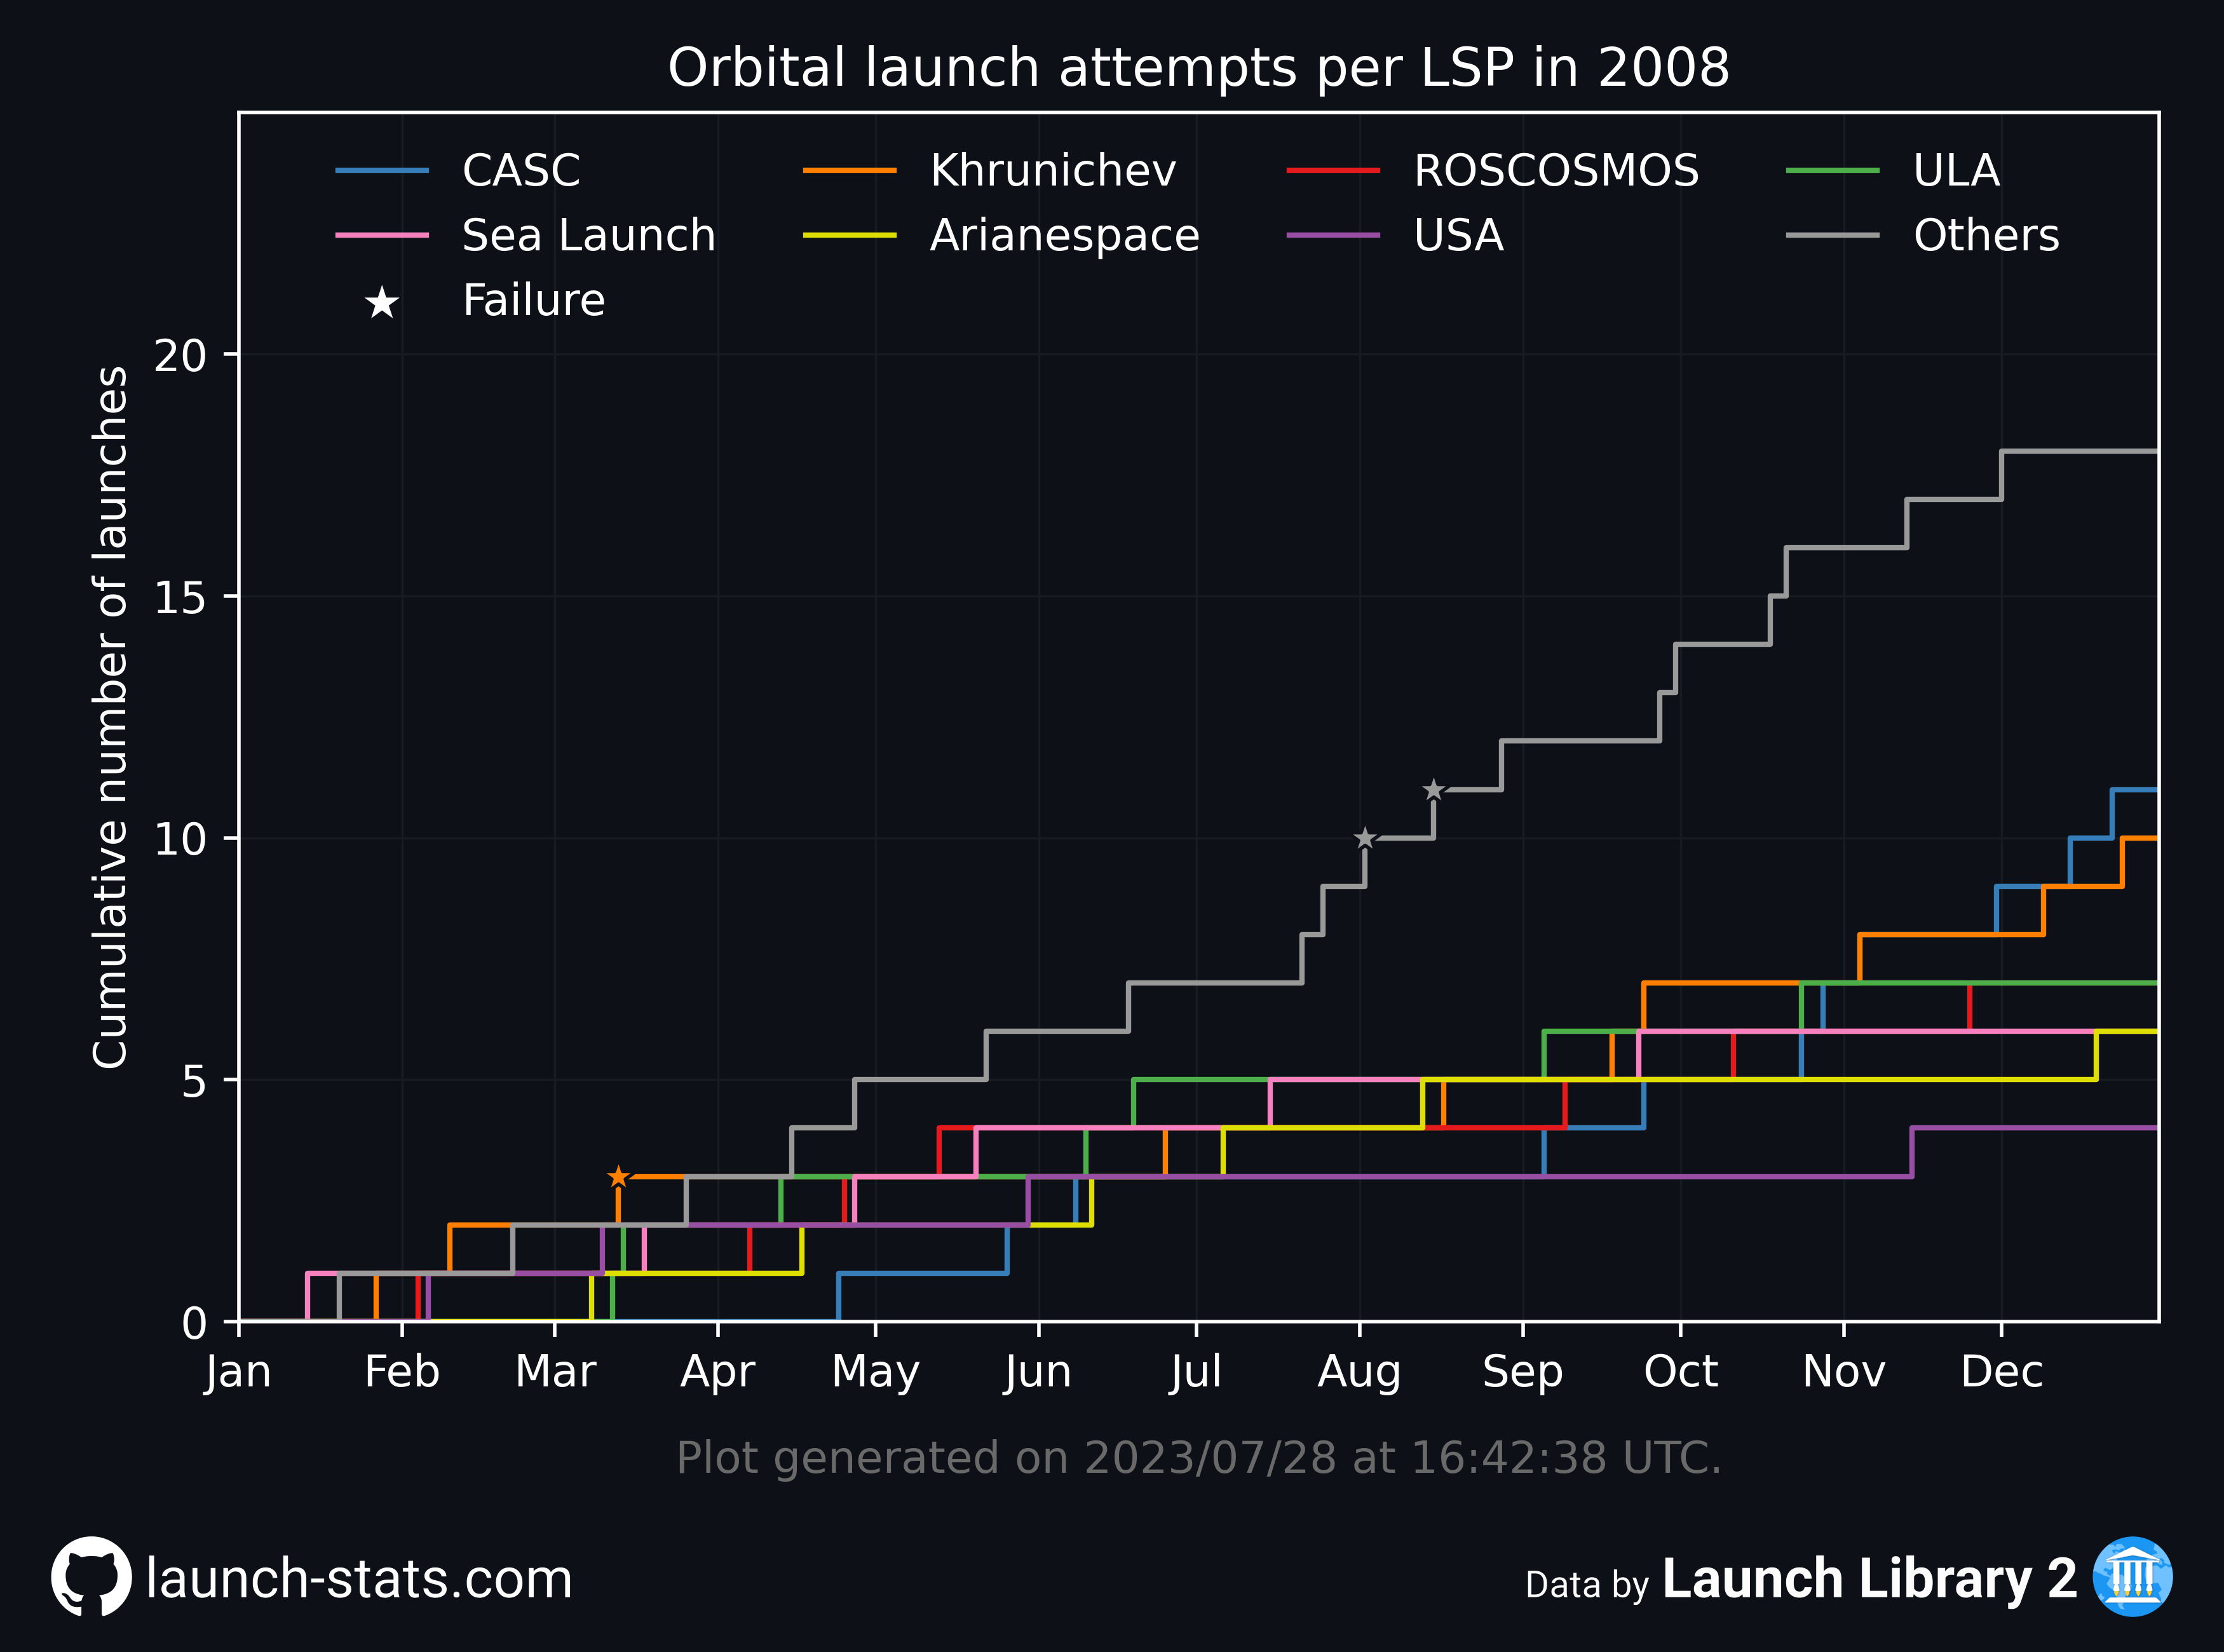 Orbital launch attempts per LSP in 2008
CASC Khrunichev ROSCOSMOS ULA
Sea Launch Arianespace USA Others
Failure
Cumulative number of launches
20
15
10
5
0
Jan Feb Mar Apr May Jun Jul Aug Sep Oct Nov Dec
Plot generated on 2023/07/28 at 16:42:38 UTC.
launch-stats.com
Data by Launch Library 2